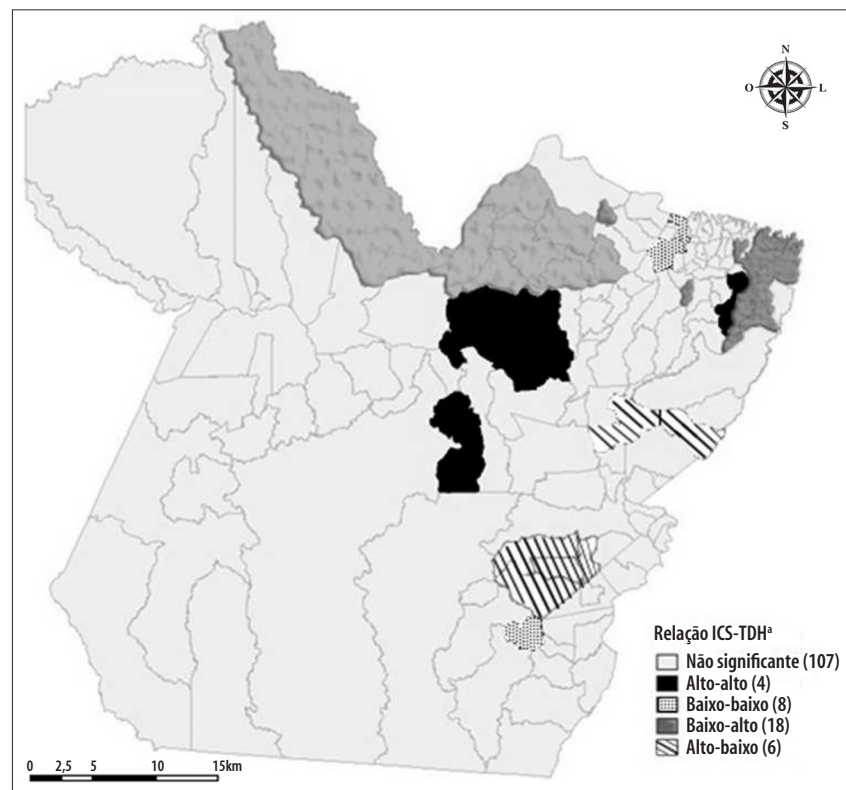 N
O L
S
Relação ICS-TDHª
Não significante (107)
Alto-alto (4)
Baixo-baixo (8)
Baixo-alto (18)
Alto-baixo (6)
0 2,5 5 10 15km